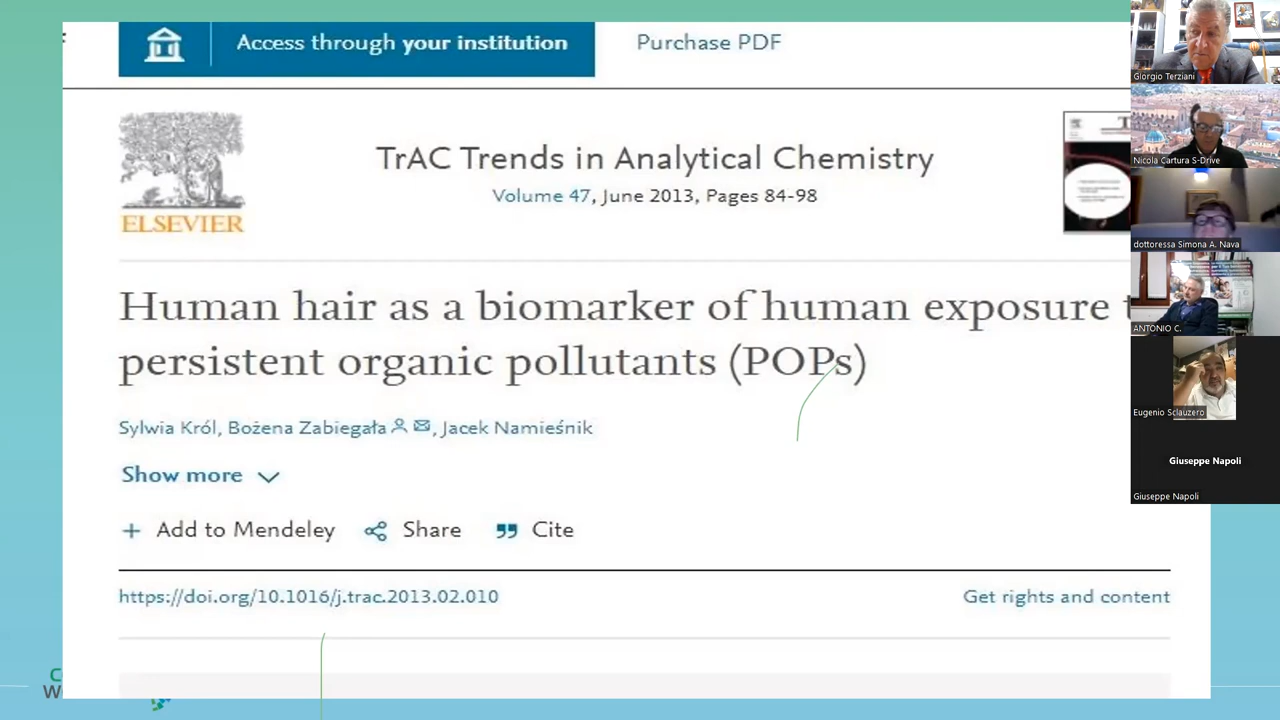 Access through your institution
Purchase PDF
ELSEVIER
TrAC Trends in Analytical Chemistry
Volume 47, June 2013, Pages 84-98
Human hair as a biomarker of human exposure
persistent organic pollutants (POPs)
Sylwia Król, Bożena Zabiegała, Jacek Namieśnik
Show more
+ Add to Mendeley
Share
Cite
https://doi.org/10.1016/j.trac.2013.02.010
Get rights and content
Giorgio Terziani
Nicola Cartura S-Drive
dottoressa Simona A. Nava
ANTONIO C.
Eugenio Sclauzero
Giuseppe Napoli
Giuseppe Napoli